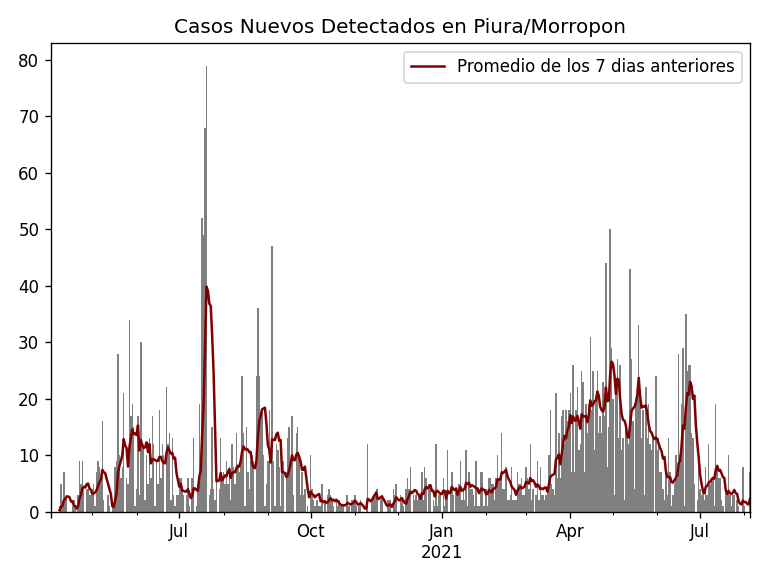 Casos Nuevos Detectados en Piura/Morropon
Promedio de los 7 dias anteriores
80
70
60
50
40
30
20
10
0
Jul
Oct
Jan
2021
Apr
Jul